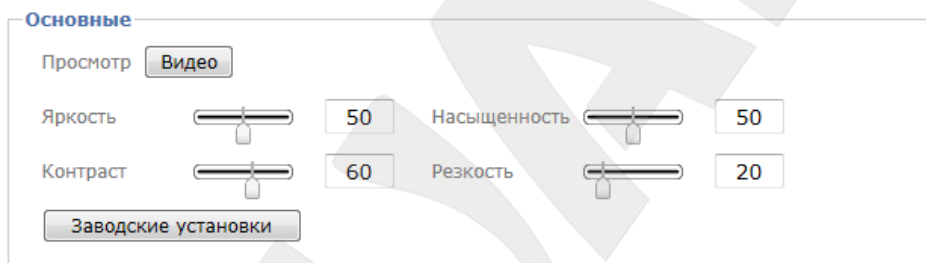 Основные
Просмотр Видео
Яркость 50 Насыщенность 50
Контраст 60 Резкость 20
Заводские установки